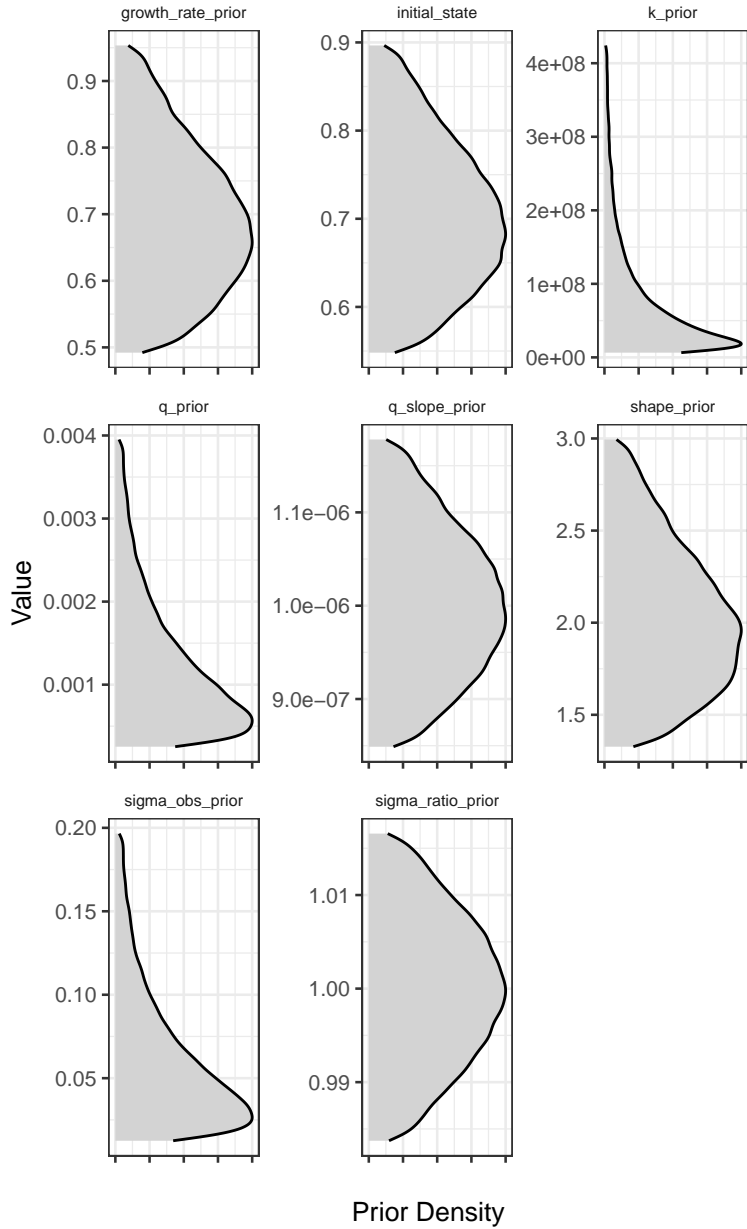 growth_rate_prior
0.9
0.8
0.7
0.6
0.5
initial_state
0.9
0.8
0.7
0.6
k_prior
4e+08
3e+08
2e+08
1e+08
0e+00
q_prior
0.004
0.003
0.002
0.001
q_slope_prior
1.1e−06
1.0e−06
9.0e−07
shape_prior
3.0
2.5
2.0
1.5
sigma_obs_prior
0.20
0.15
0.10
0.05
sigma_ratio_prior
1.01
1.00
0.99
Value
Prior Density